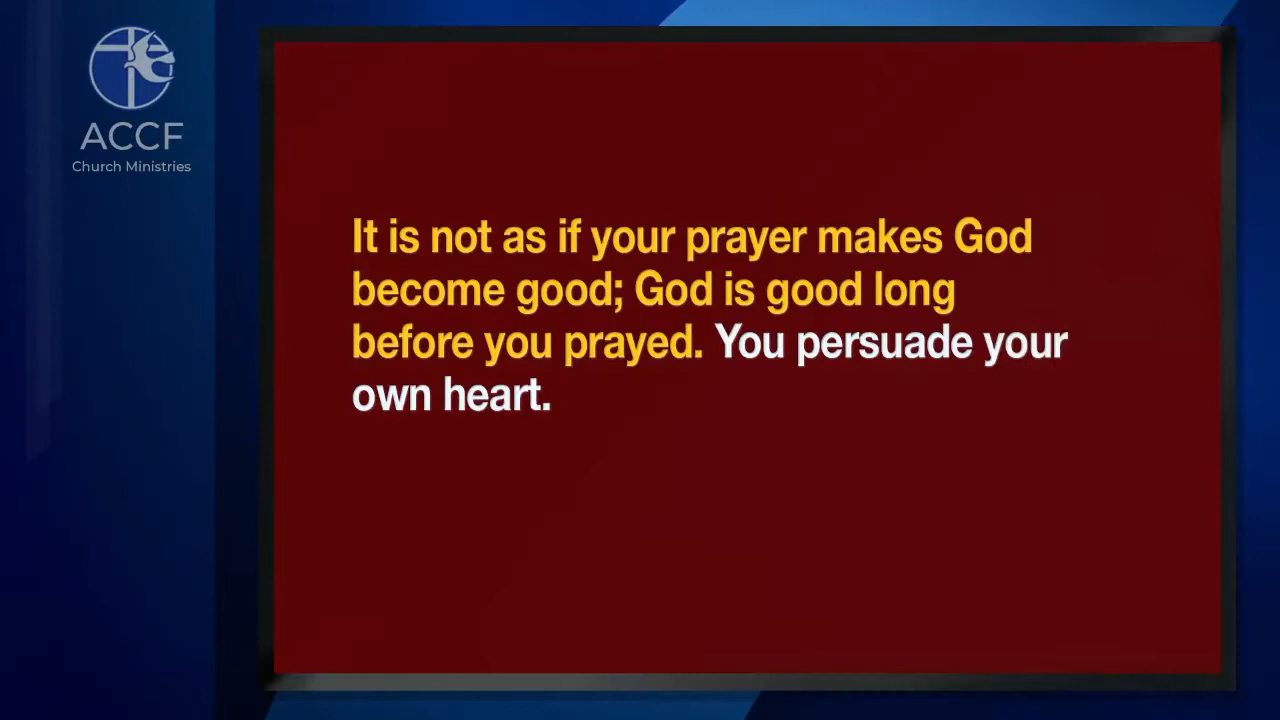 ACCF
Church Ministries
It is not as if your prayer makes God
become good; God is good long
before you prayed. You persuade your
own heart.